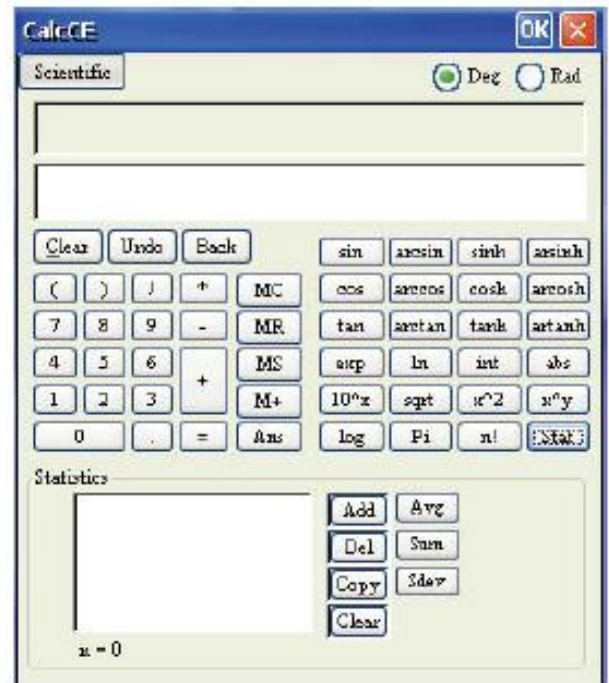 CalcCE OK
Scientific Deg Rad
Clear Undo Back
sin arcsin sinh arsinh
( ) / * MC
cos arccos cosh arcosh
7 8 9 - MR
tan arctan tanh artanh
4 5 6 + MS
exp ln int abs
1 2 3 M+
10^x sqrt x^2 x^y
0 . = Ans
log Pi n! Stat
Statistics
Add Avg
Del Sum
Copy Sdev
Clear
n = 0